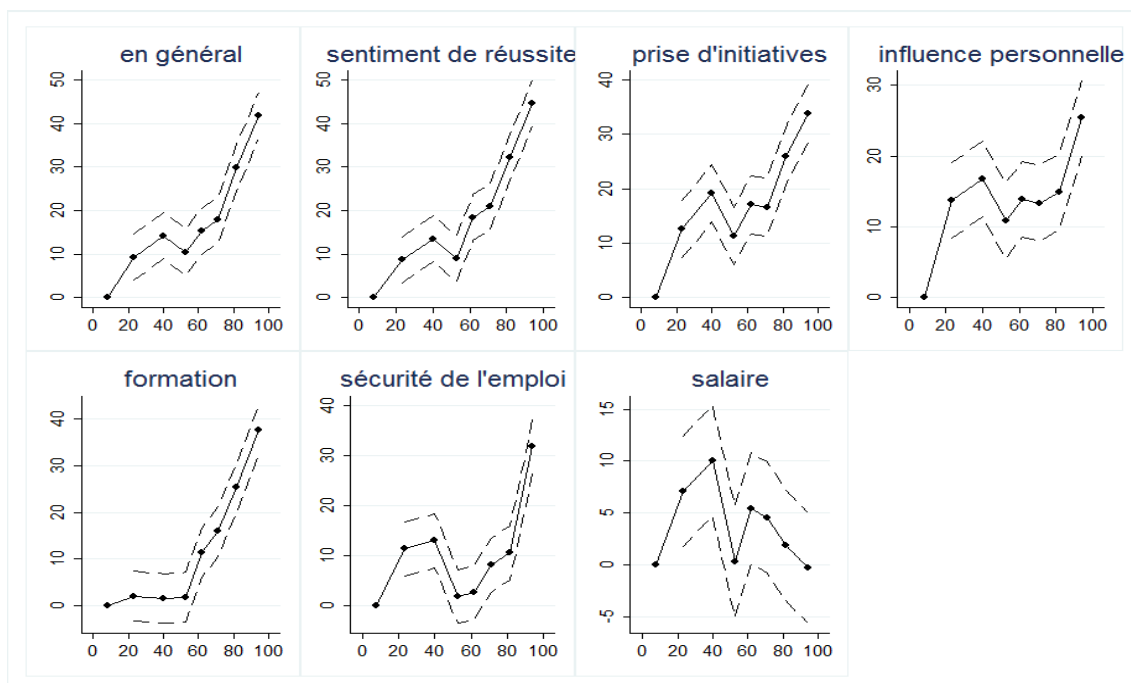 en général
50
40
30
20
10
0
0 20 40 60 80 100
sentiment de réussite
50
40
30
20
10
0
0 20 40 60 80 100
prise d'initiatives
40
30
20
10
0
0 20 40 60 80 100
influence personnelle
30
20
10
0
0 20 40 60 80 100
formation
40
30
20
10
0
0 20 40 60 80 100
sécurité de l'emploi
40
30
20
10
0
0 20 40 60 80 100
salaire
15
10
5
0
-5
0 20 40 60 80 100